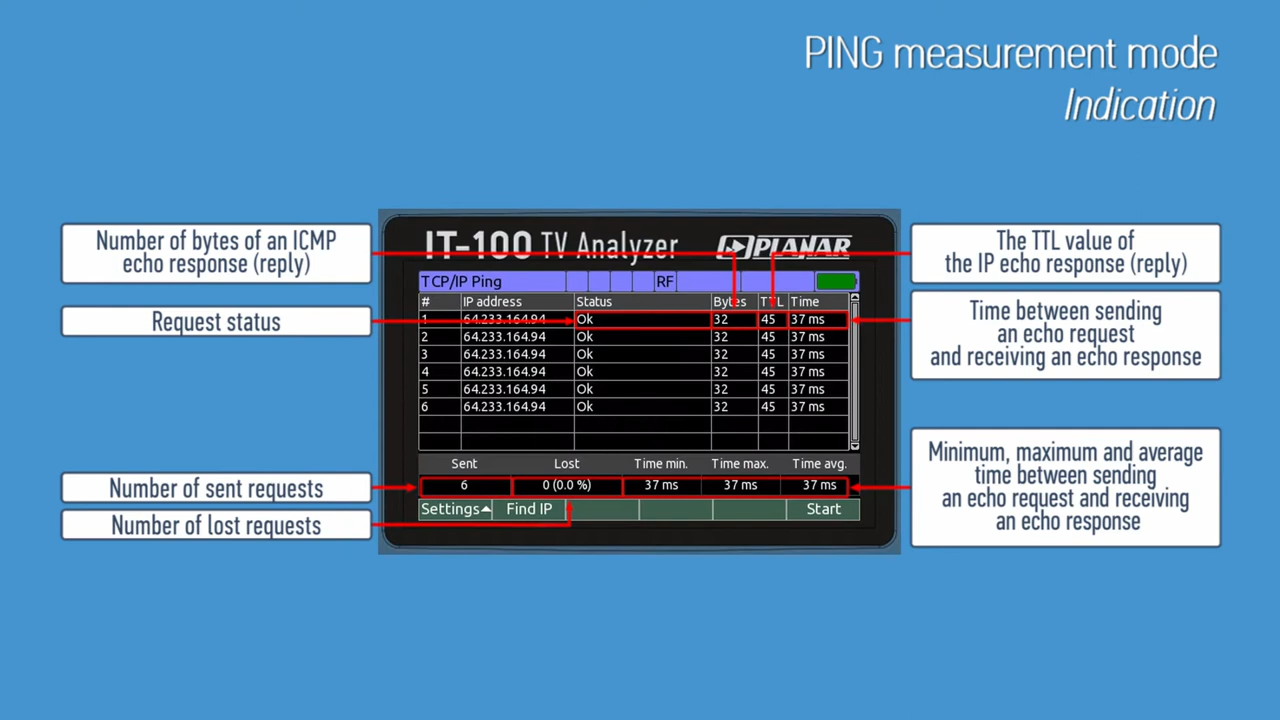 PING measurement mode
Indication
Number of bytes of an ICMP
echo response (reply)
Request status
Number of sent requests
Number of lost requests
IT-100 TV Analyzer PLANAR
TCP/IP Ping RF
# IP address Status Bytes TTL Time
1 64.233.164.94 Ok 32 45 37 ms
2 64.233.164.94 Ok 32 45 37 ms
3 64.233.164.94 Ok 32 45 37 ms
4 64.233.164.94 Ok 32 45 37 ms
5 64.233.164.94 Ok 32 45 37 ms
6 64.233.164.94 Ok 32 45 37 ms
Sent Lost Time min. Time max. Time avg.
6 0 (0.0 %) 37 ms 37 ms 37 ms
Settings Find IP Start
The TTL value of
the IP echo response (reply)
Time between sending
an echo request
and receiving an echo response
Minimum, maximum and average
time between sending
an echo request and receiving
an echo response